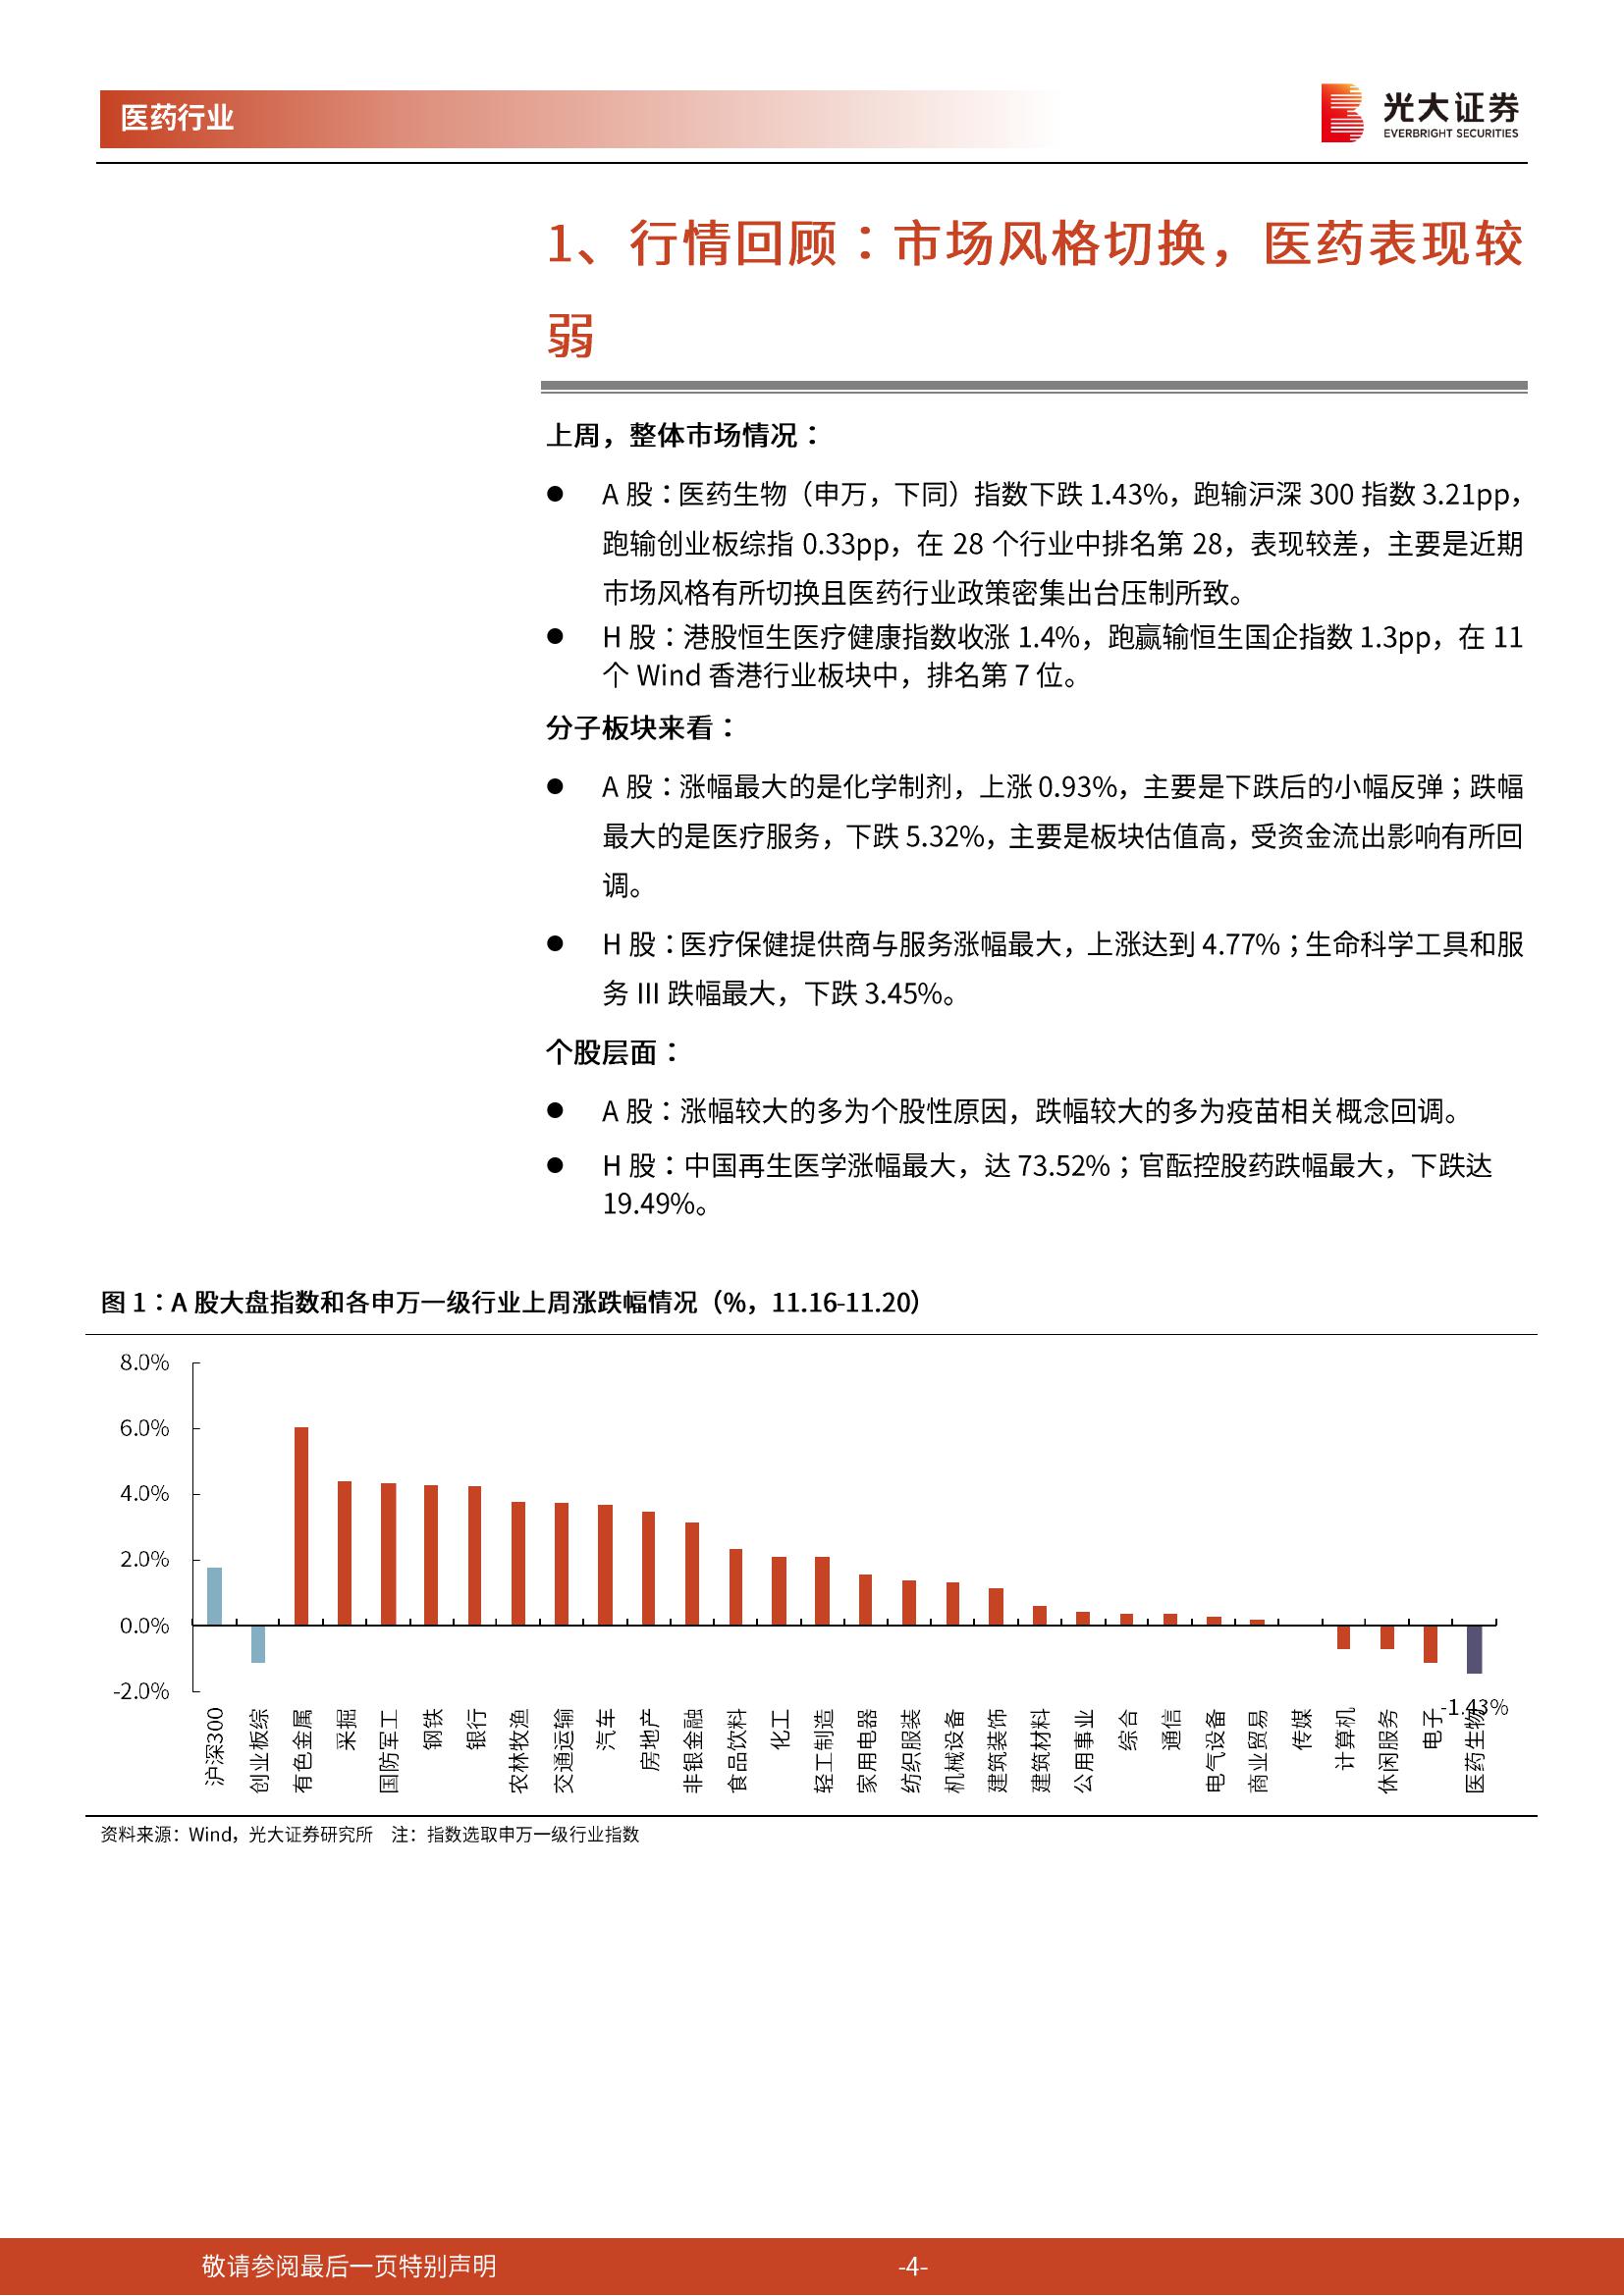 医药行业
光大证券
EVERBRIGHT SECURITIES
1、行情回顾：市场风格切换，医药表现较
弱
上周，整体市场情况：
● A 股：医药生物（申万，下同）指数下跌 1.43%，跑输沪深 300 指数 3.21pp，
跑输创业板综指 0.33pp，在 28 个行业中排名第 28，表现较差，主要是近期
市场风格有所切换且医药行业政策密集出台压制所致。
● H 股：港股恒生医疗健康指数收涨 1.4%，跑赢输恒生国企指数 1.3pp，在 11
个 Wind 香港行业板块中，排名第 7 位。
分子板块来看：
● A 股：涨幅最大的是化学制剂，上涨 0.93%，主要是下跌后的小幅反弹；跌幅
最大的是医疗服务，下跌 5.32%，主要是板块估值高，受资金流出影响有所回
调。
● H 股：医疗保健提供商与服务涨幅最大，上涨达到 4.77%；生命科学工具和服
务 III 跌幅最大，下跌 3.45%。
个股层面：
● A 股：涨幅较大的多为个股性原因，跌幅较大的多为疫苗相关概念回调。
● H 股：中国再生医学涨幅最大，达 73.52%；官酝控股药跌幅最大，下跌达
19.49%。
图 1：A 股大盘指数和各申万一级行业上周涨跌幅情况（%，11.16-11.20）
8.0%
6.0%
4.0%
2.0%
0.0%
-2.0%
-1.43%
沪深300
创业板综
有色金属
采掘
国防军工
钢铁
银行
农林牧渔
交通运输
汽车
房地产
非银金融
食品饮料
化工
轻工制造
家用电器
纺织服装
机械设备
建筑装饰
建筑材料
公用事业
综合
通信
电气设备
商业贸易
传媒
计算机
休闲服务
电子
医药生物
资料来源：Wind，光大证券研究所 注：指数选取申万一级行业指数
敬请参阅最后一页特别声明
-4-